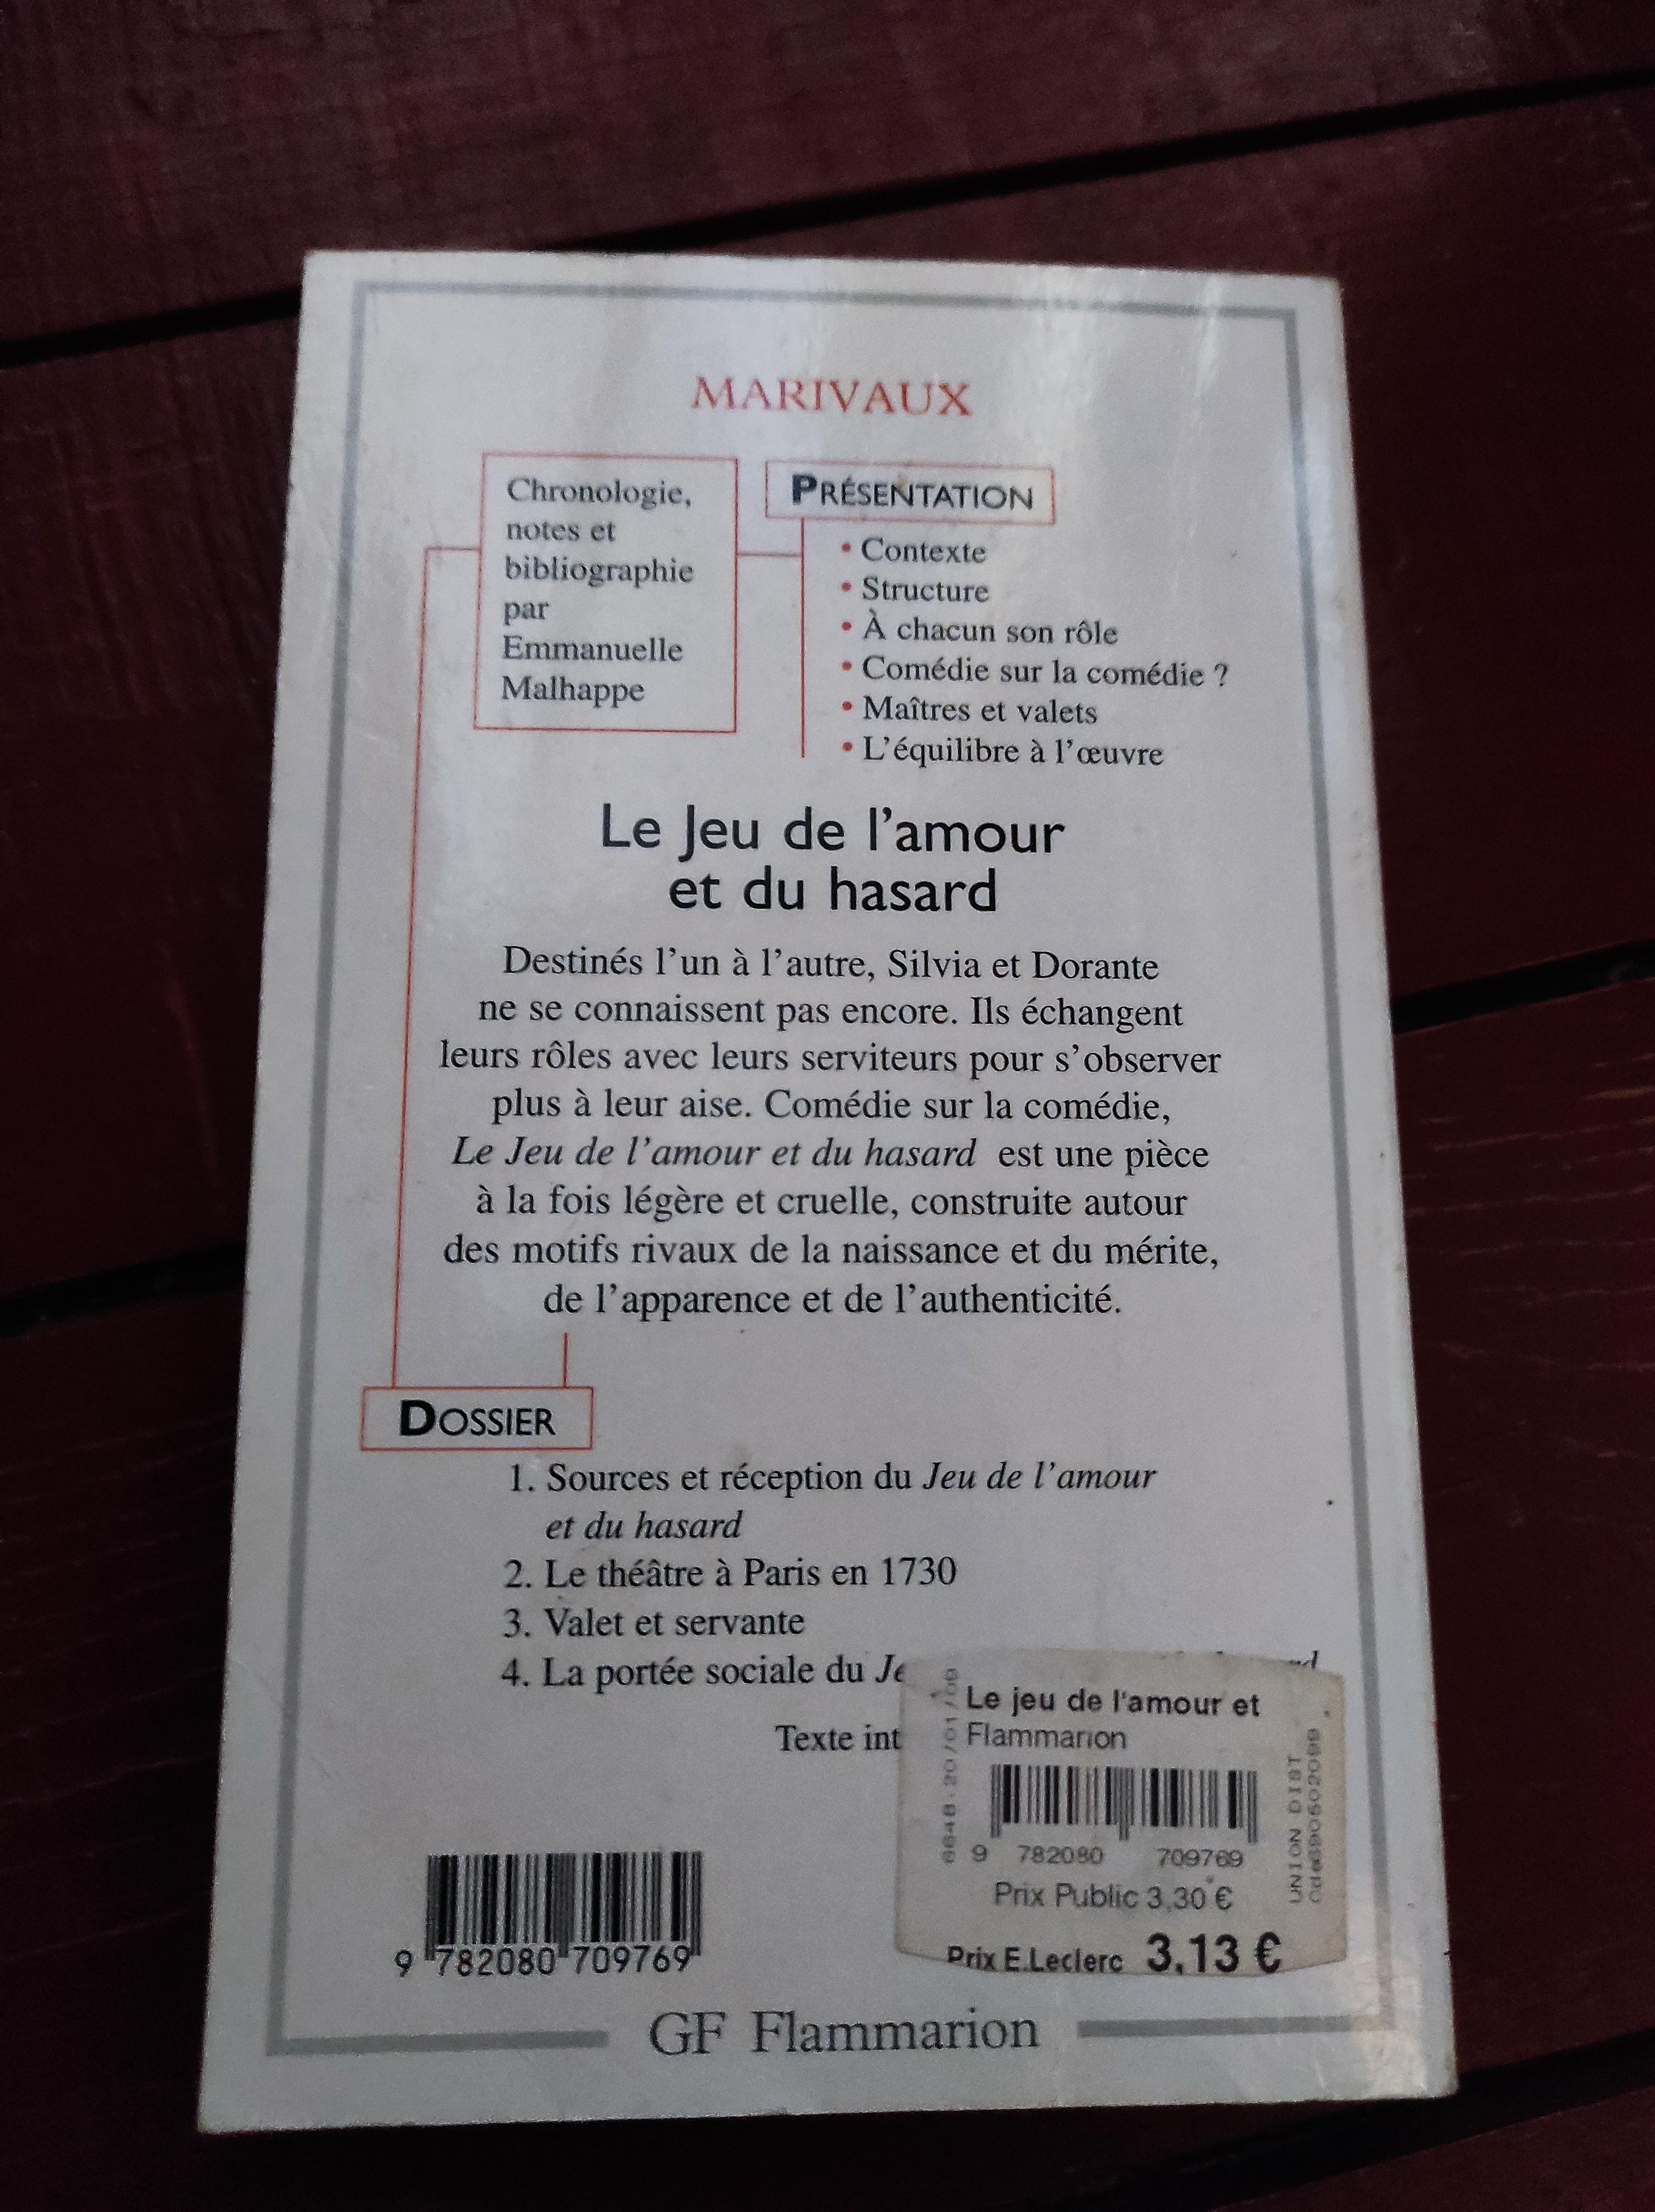 MARIVAUX
Chronologie,
notes et
bibliographie
par
Emmanuelle
Malhappe
PRÉSENTATION
• Contexte
• Structure
• À chacun son rôle
• Comédie sur la comédie ?
• Maîtres et valets
• L'équilibre à l'œuvre
Le Jeu de l'amour
et du hasard
Destinés l'un à l'autre, Silvia et Dorante
ne se connaissent pas encore. Ils échangent
leurs rôles avec leurs serviteurs pour s'observer
plus à leur aise. Comédie sur la comédie,
Le Jeu de l'amour et du hasard est une pièce
à la fois légère et cruelle, construite autour
des motifs rivaux de la naissance et du mérite,
de l'apparence et de l'authenticité.
DOSSIER
1. Sources et réception du Jeu de l'amour
et du hasard
2. Le théâtre à Paris en 1730
3. Valet et servante
4. La portée sociale du Je
Texte int
Le jeu de l'amour et
Flammarion
9 782080 709769
Prix Public 3,30 €
Prix E.Leclerc 3,13 €
UNION DIST
9 782080 709769
GF Flammarion